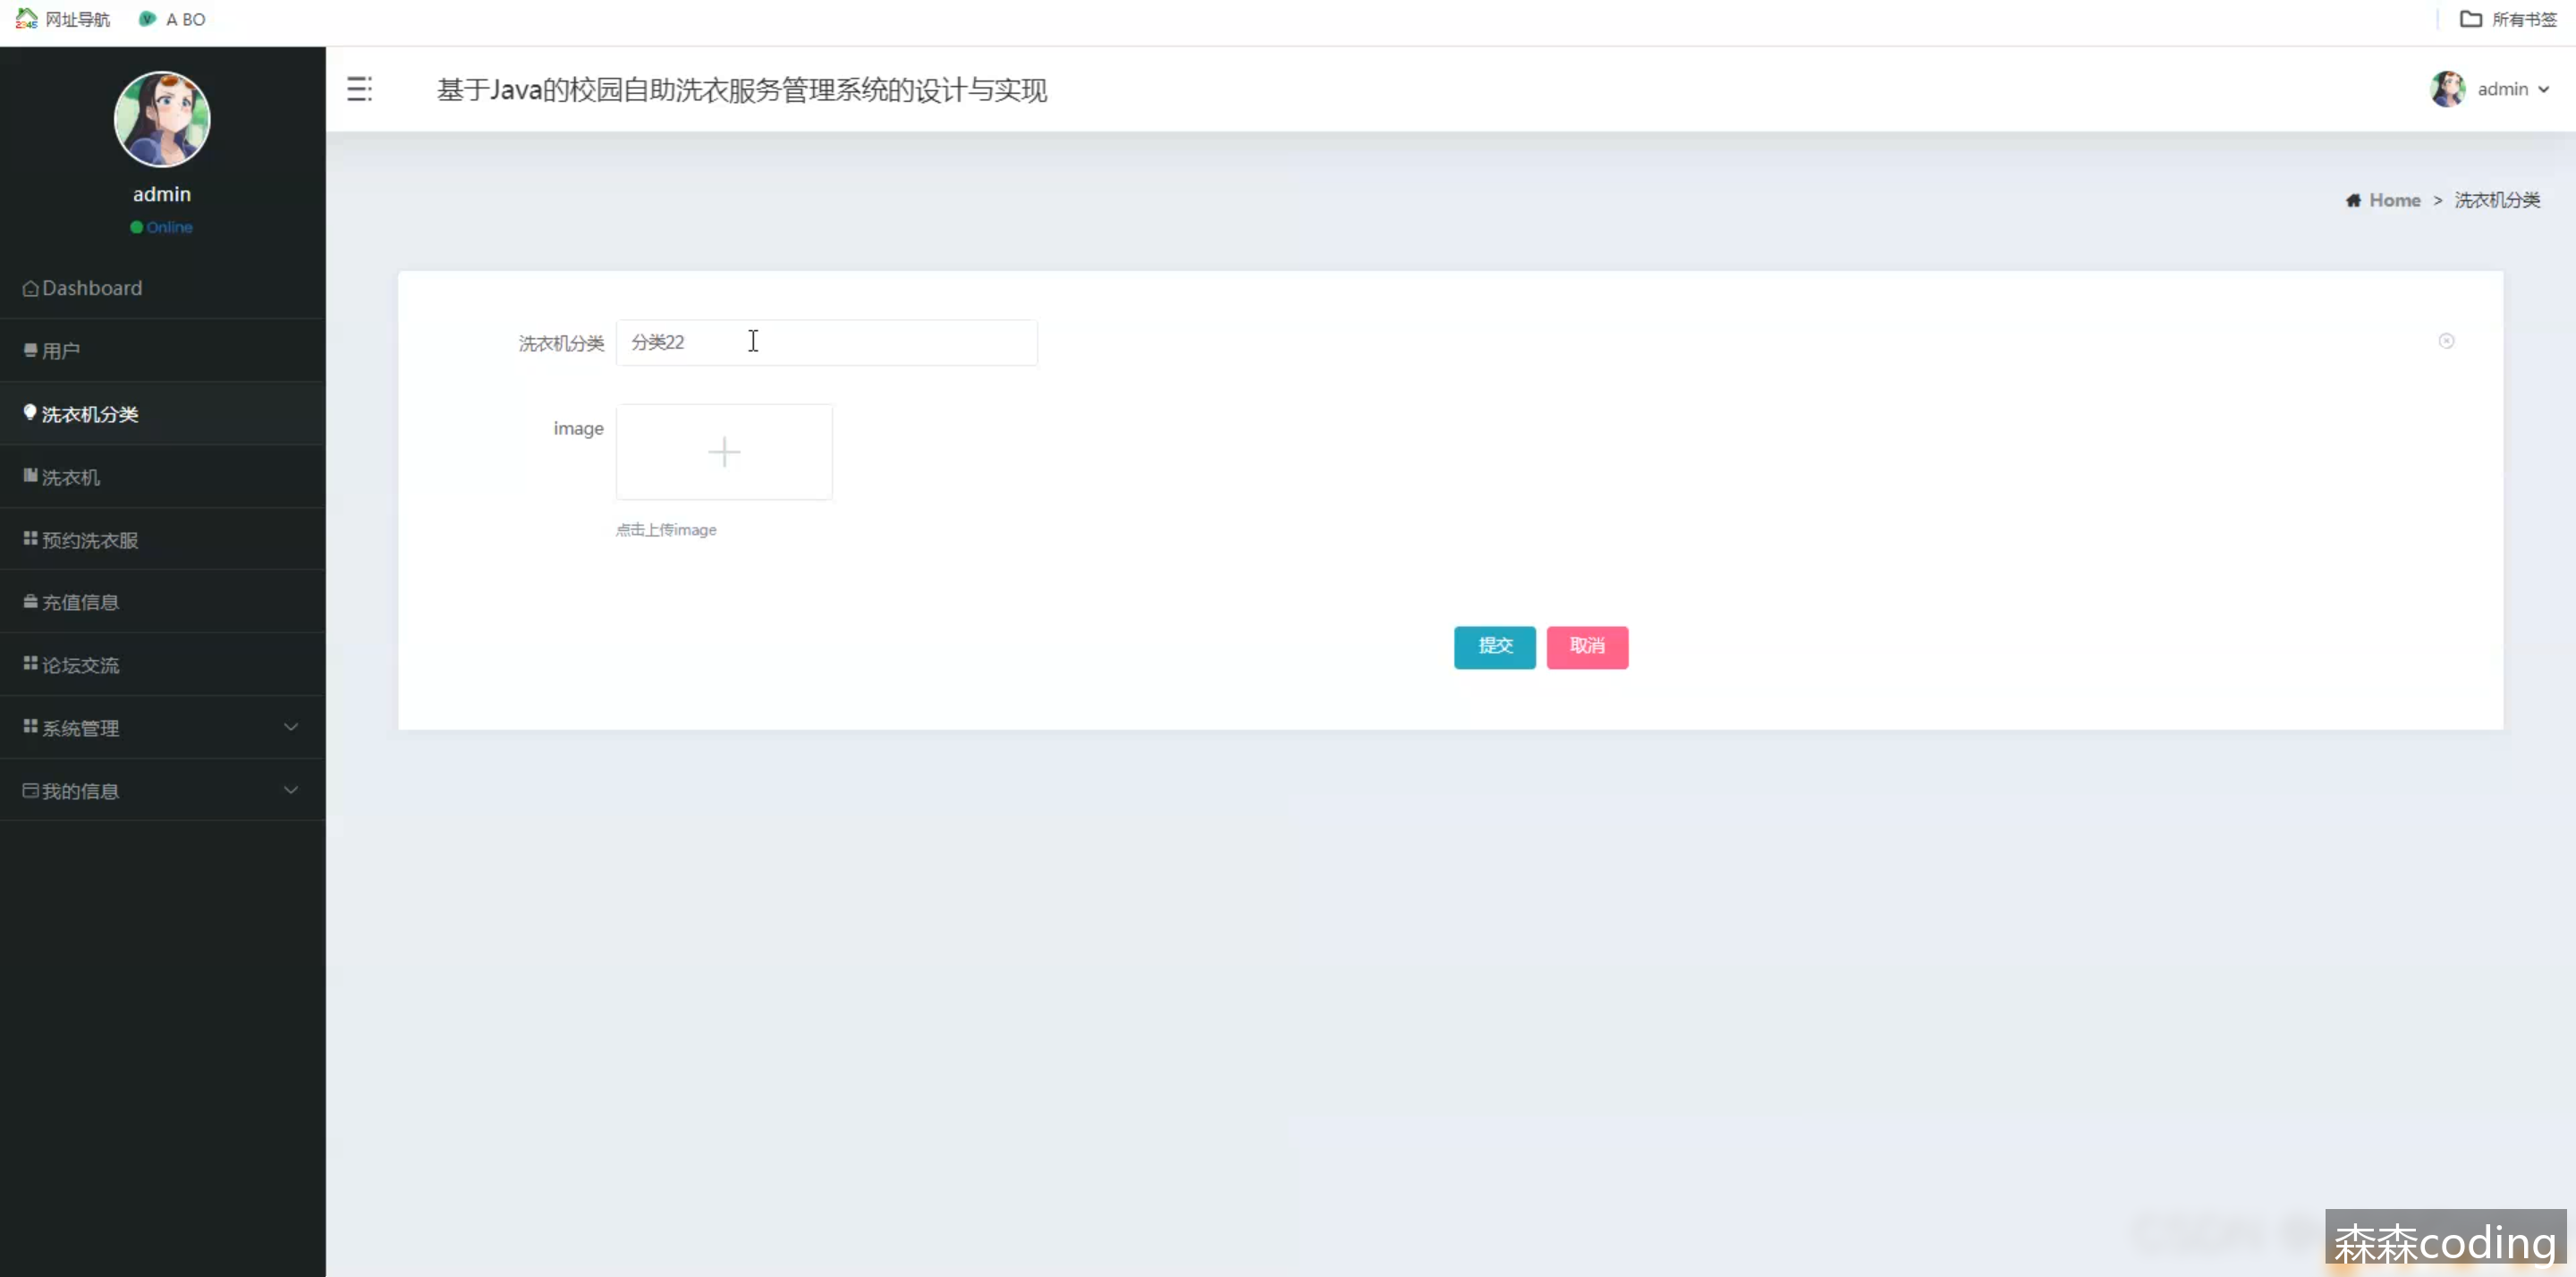 网址导航
A BO
所有书签
基于Java的校园自助洗衣服务管理系统的设计与实现
admin
admin
Online
Home > 洗衣机分类
Dashboard
用户
洗衣机分类
洗衣机
预约洗衣服
充值信息
论坛交流
系统管理
我的信息
洗衣机分类
分类22
image
点击上传image
提交
取消
森森coding